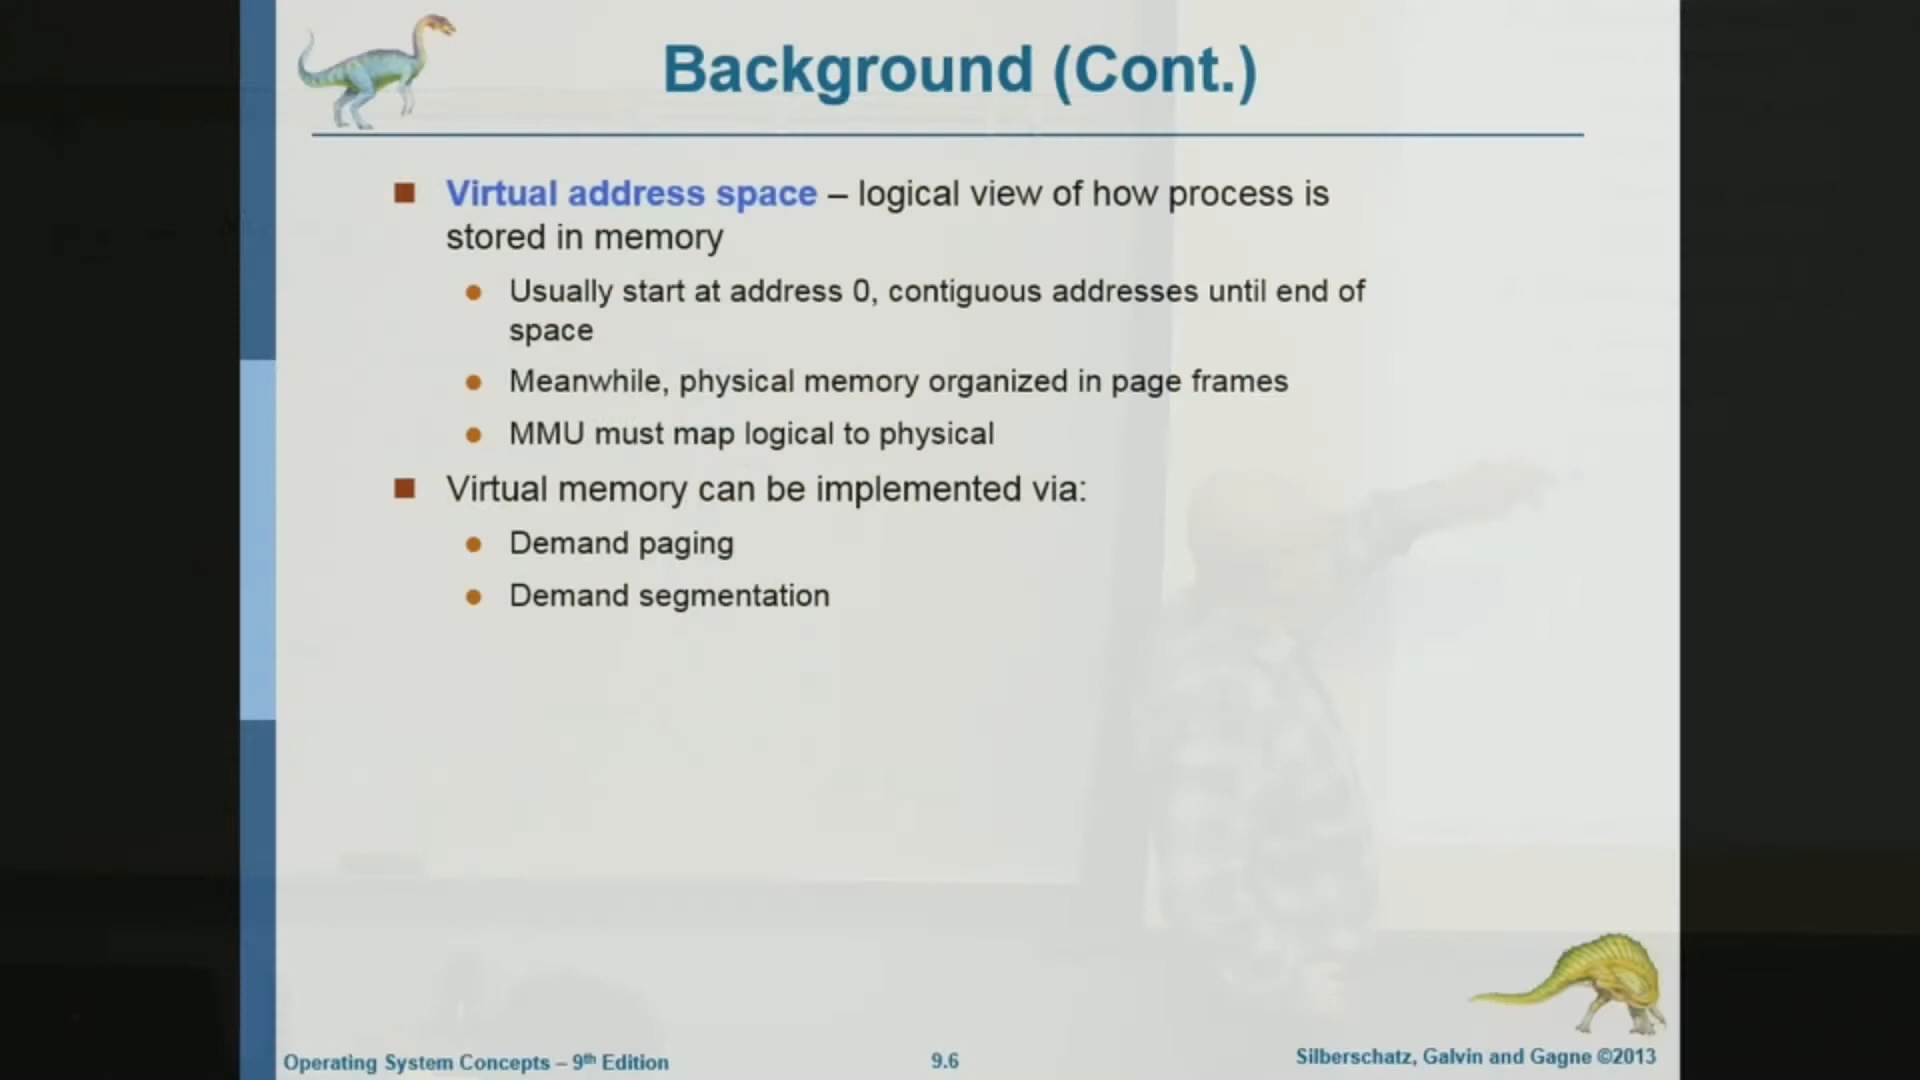 Background (Cont.)
Virtual address space – logical view of how process is
stored in memory
Usually start at address 0, contiguous addresses until end of
space
Meanwhile, physical memory organized in page frames
MMU must map logical to physical
Virtual memory can be implemented via:
Demand paging
Demand segmentation
Operating System Concepts – 9th Edition
9.6
Silberschatz, Galvin and Gagne ©2013